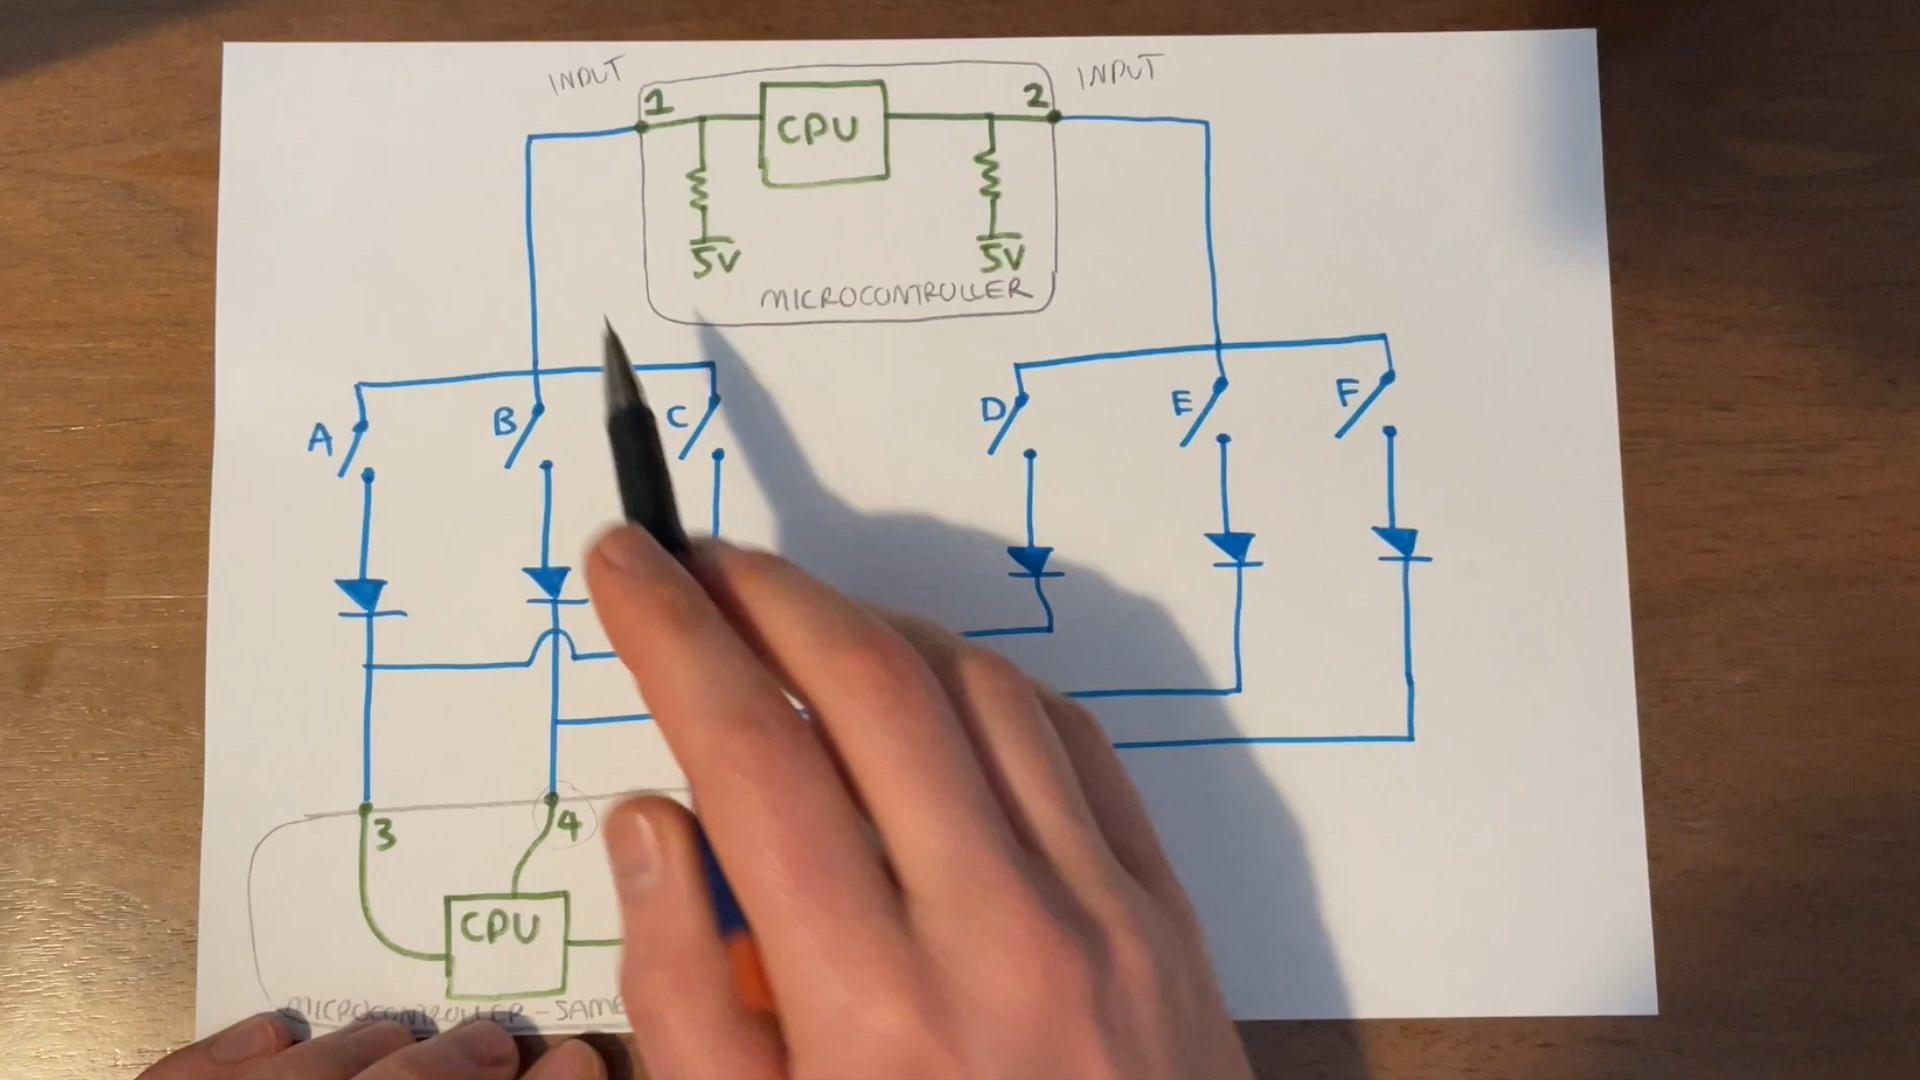 INPUT
INPUT
1
2
CPU
5V
5V
MICROCONTROLLER
A
B
C
D
E
F
3
4
CPU
MICROCONTROLLER - SAME